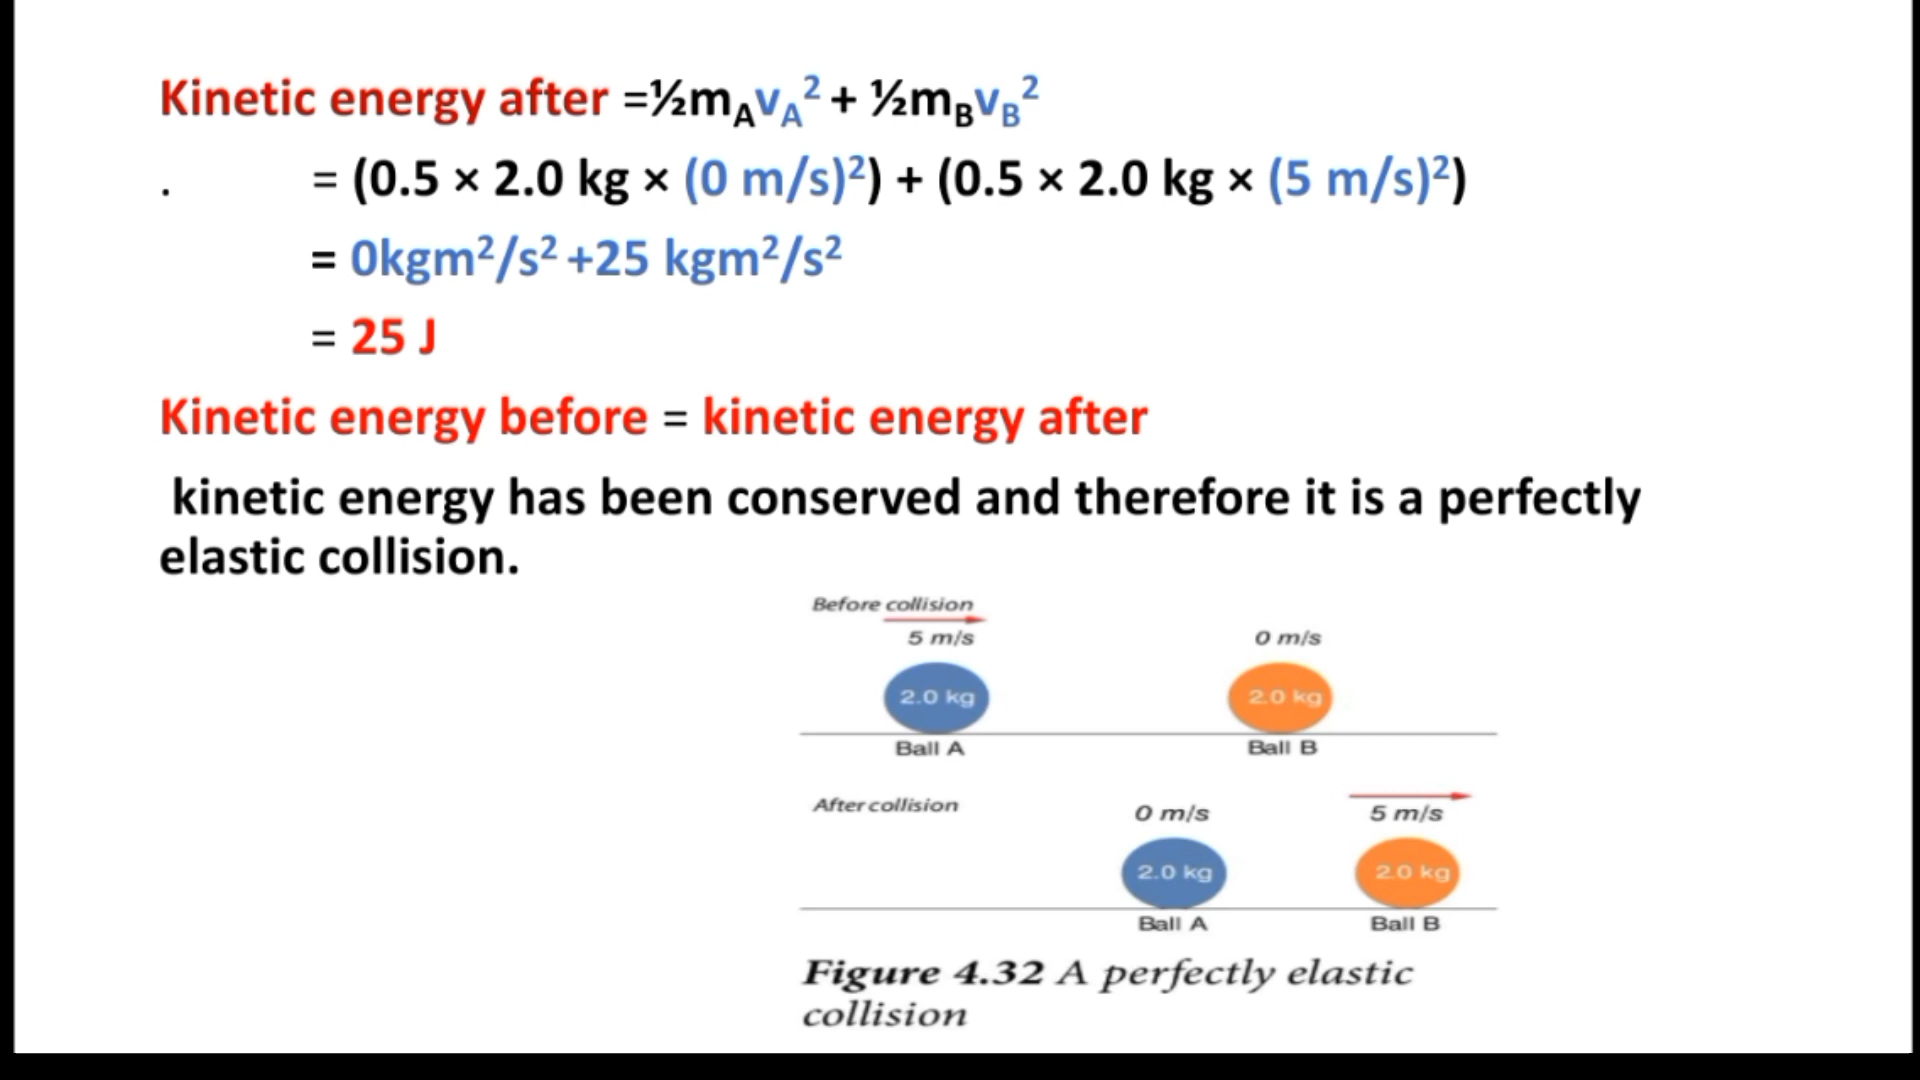 Kinetic energy after =½mAvA² + ½mBvB²
. = (0.5 × 2.0 kg × (0 m/s)²) + (0.5 × 2.0 kg × (5 m/s)²)
= 0kgm²/s² +25 kgm²/s²
= 25 J
Kinetic energy before = kinetic energy after
kinetic energy has been conserved and therefore it is a perfectly
elastic collision.
Before collision
5 m/s 0 m/s
2.0 kg 2.0 kg
Ball A Ball B
After collision
0 m/s 5 m/s
2.0 kg 2.0 kg
Ball A Ball B
Figure 4.32 A perfectly elastic
collision